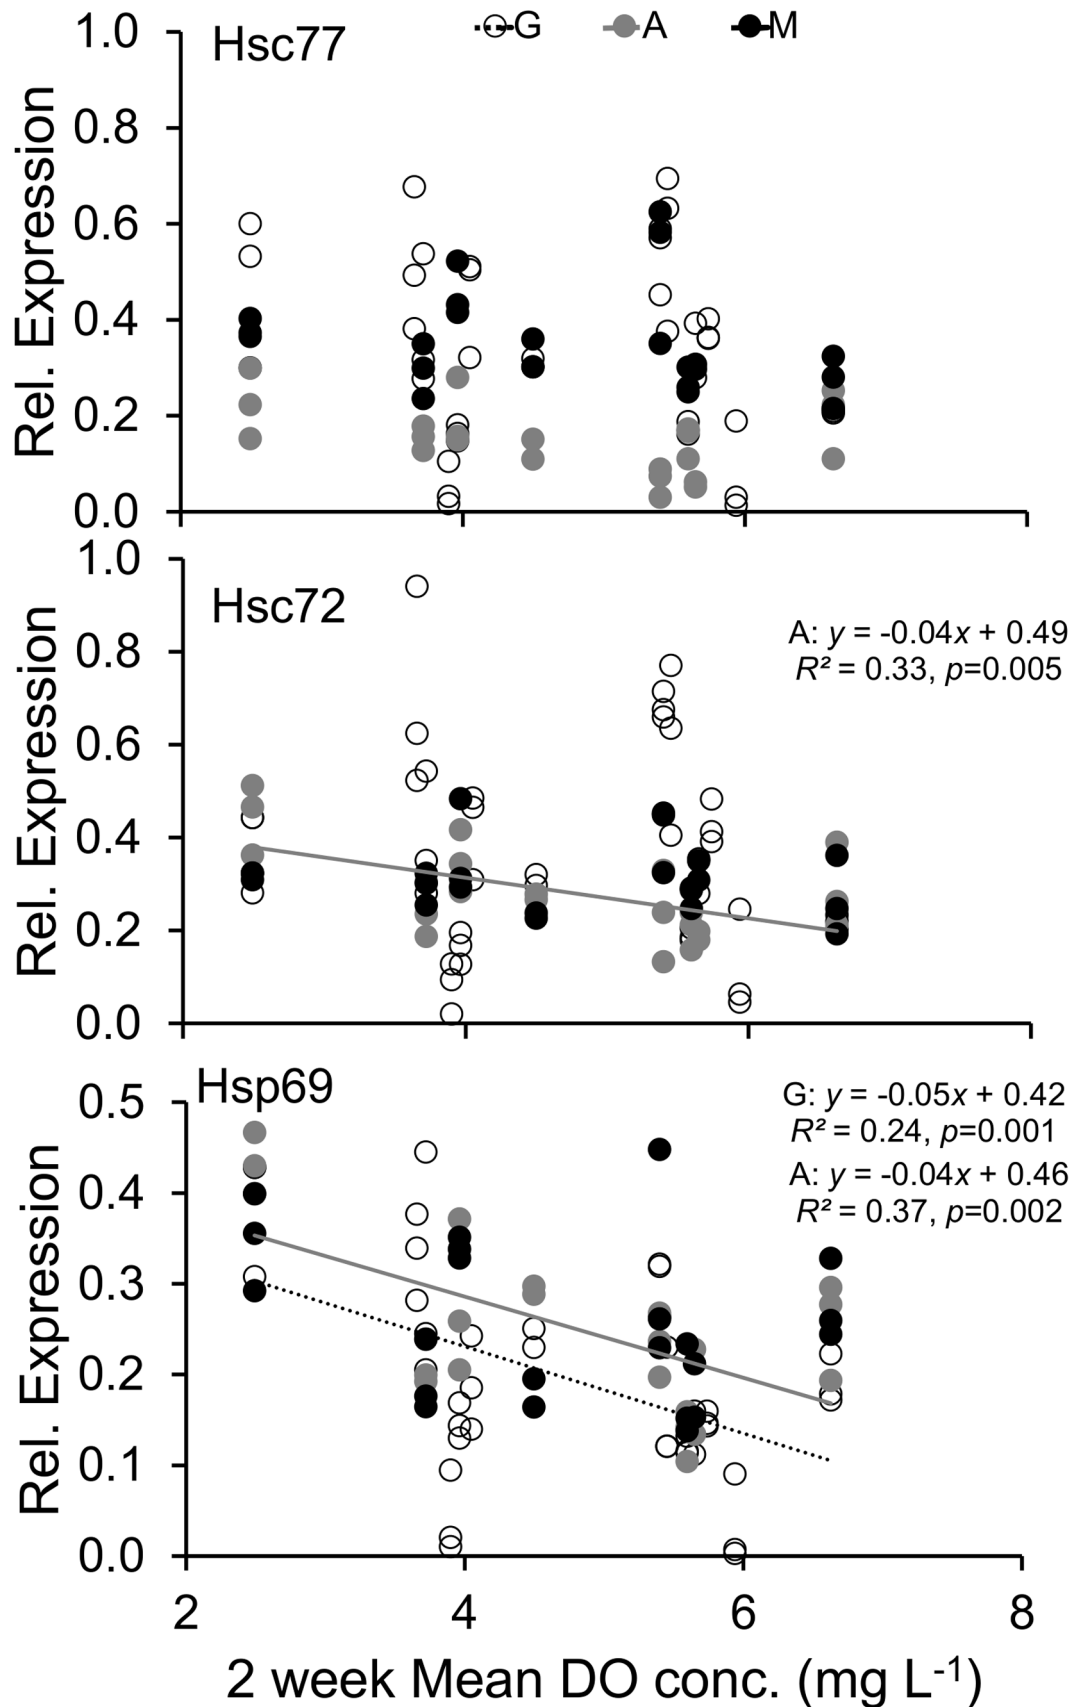 G A M
Hsc77
1.0
0.8
0.6
0.4
0.2
0.0
Rel. Expression
Hsc72
A: y = -0.04x + 0.49
R² = 0.33, p=0.005
1.0
0.8
0.6
0.4
0.2
0.0
Rel. Expression
Hsp69
G: y = -0.05x + 0.42
R² = 0.24, p=0.001
A: y = -0.04x + 0.46
R² = 0.37, p=0.002
0.5
0.4
0.3
0.2
0.1
0.0
Rel. Expression
2 4 6 8
2 week Mean DO conc. (mg L⁻¹)